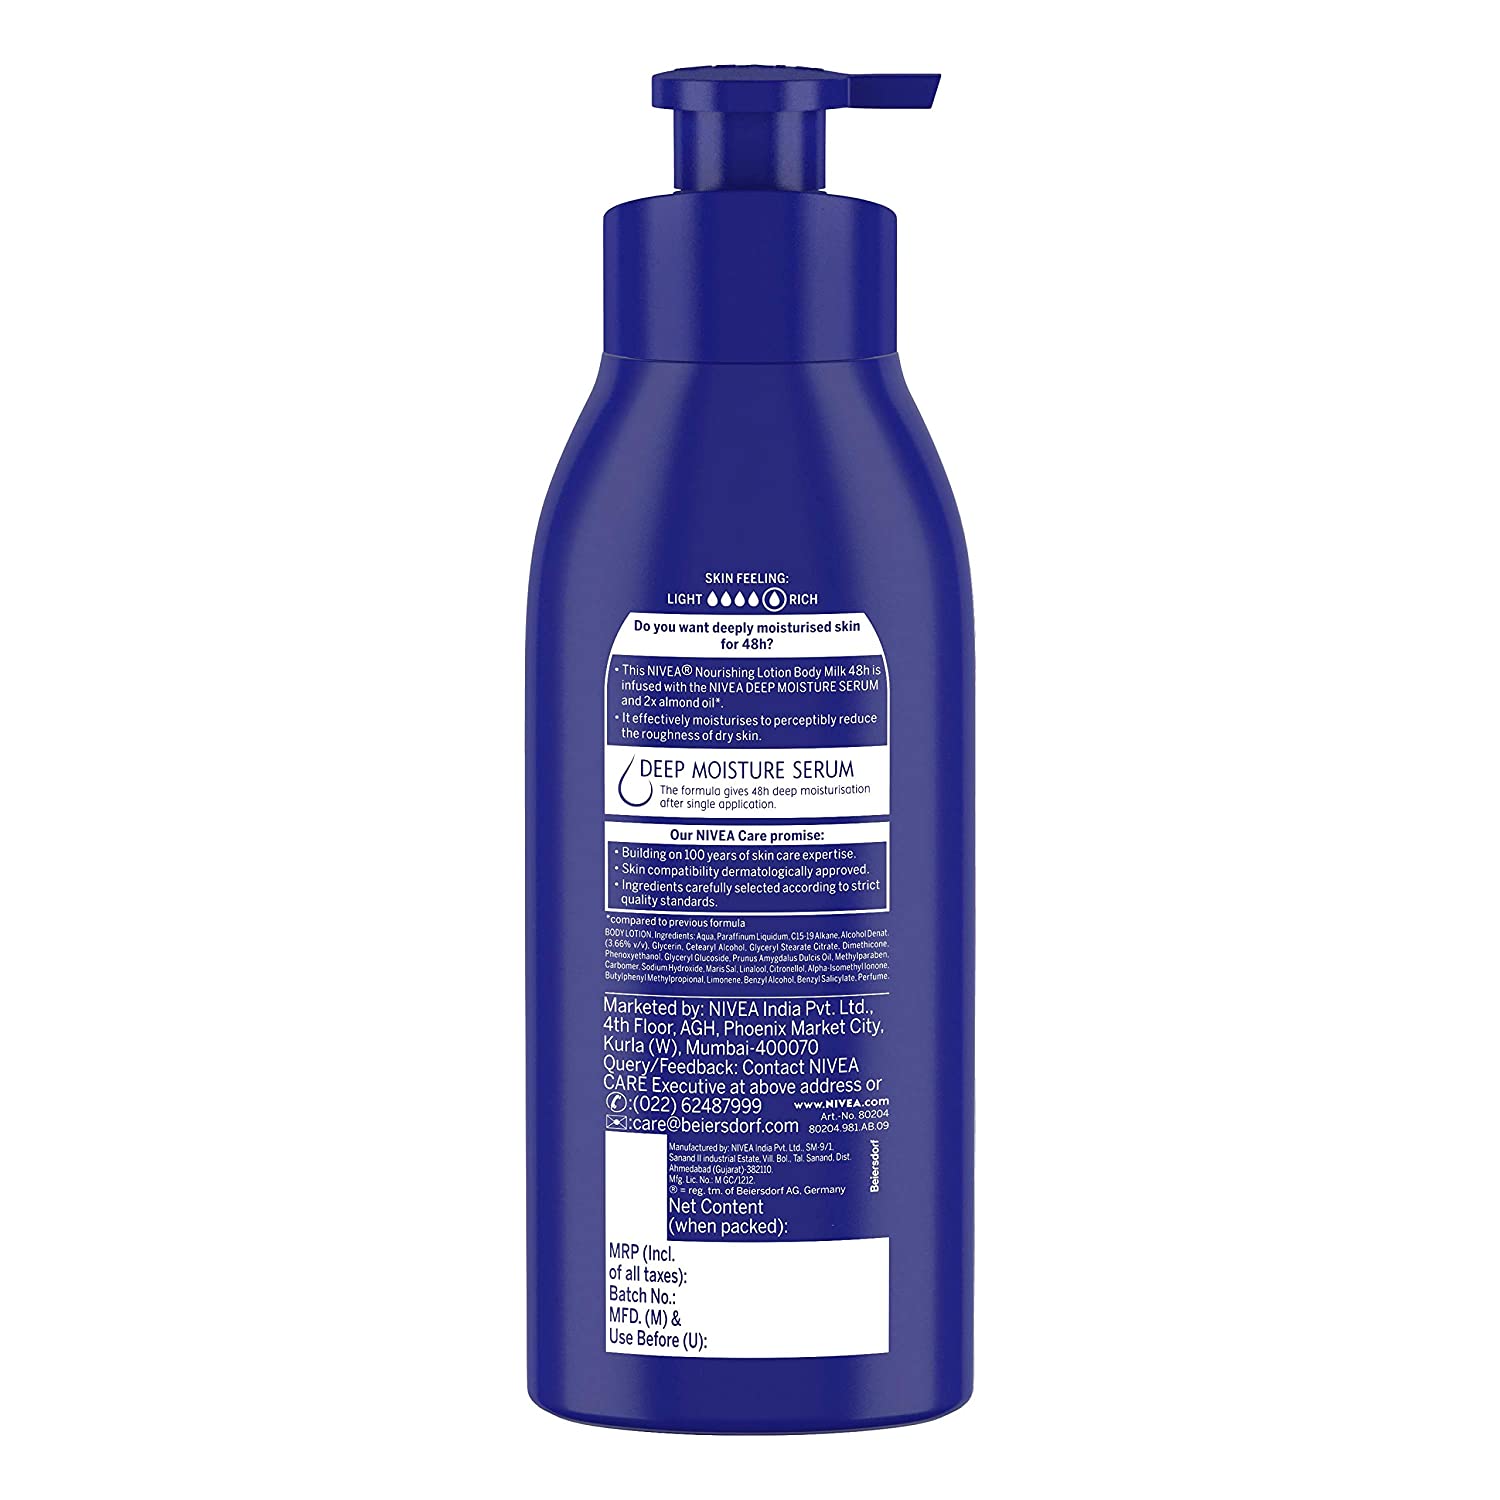 SKIN FEELING:
LIGHT RICH
Do you want deeply moisturised skin
for 48h?
• This NIVEA® Nourishing Lotion Body Milk 48h is
infused with the NIVEA DEEP MOISTURE SERUM
and 2x almond oil*.
• It effectively moisturises to perceptibly reduce
the roughness of dry skin.
DEEP MOISTURE SERUM
The formula gives 48h deep moisturisation
after single application.
Our NIVEA Care promise:
• Building on 100 years of skin care expertise.
• Skin compatibility dermatologically approved.
• Ingredients carefully selected according to strict
quality standards.
*compared to previous formula
BODY LOTION. Ingredients: Aqua, Paraffinum Liquidum, C15-19 Alkane, Alcohol Denat.
(3.66% v/v), Glycerin, Cetearyl Alcohol, Glyceryl Stearate Citrate, Dimethicone,
Phenoxyethanol, Glyceryl Glucoside, Prunus Amygdalus Dulcis Oil, Methylparaben,
Carbomer, Sodium Hydroxide, Maris Sal, Linalool, Citronellol, Alpha-Isomethyl Ionone,
Butylphenyl Methylpropional, Limonene, Benzyl Alcohol, Benzyl Salicylate, Perfume.
Marketed by: NIVEA India Pvt. Ltd.,
4th Floor, AGH, Phoenix Market City,
Kurla (W), Mumbai-400070
Query/Feedback: Contact NIVEA
CARE Executive at above address or
✆:(022) 62487999
www.NIVEA.com
Art.-No. 80204
✉:care@beiersdorf.com
80204.981.AB.09
Manufactured by: NIVEA India Pvt. Ltd., SM-9/1,
Sanand II industrial Estate, Vill. Bol., Tal. Sanand, Dist.
Ahmedabad (Gujarat)-382110.
Mfg. Lic. No.: M GC/1212.
® = reg. tm. of Beiersdorf AG, Germany
Beiersdorf
Net Content
(when packed):
MRP (Incl.
of all taxes):
Batch No.:
MFD. (M) &
Use Before (U):